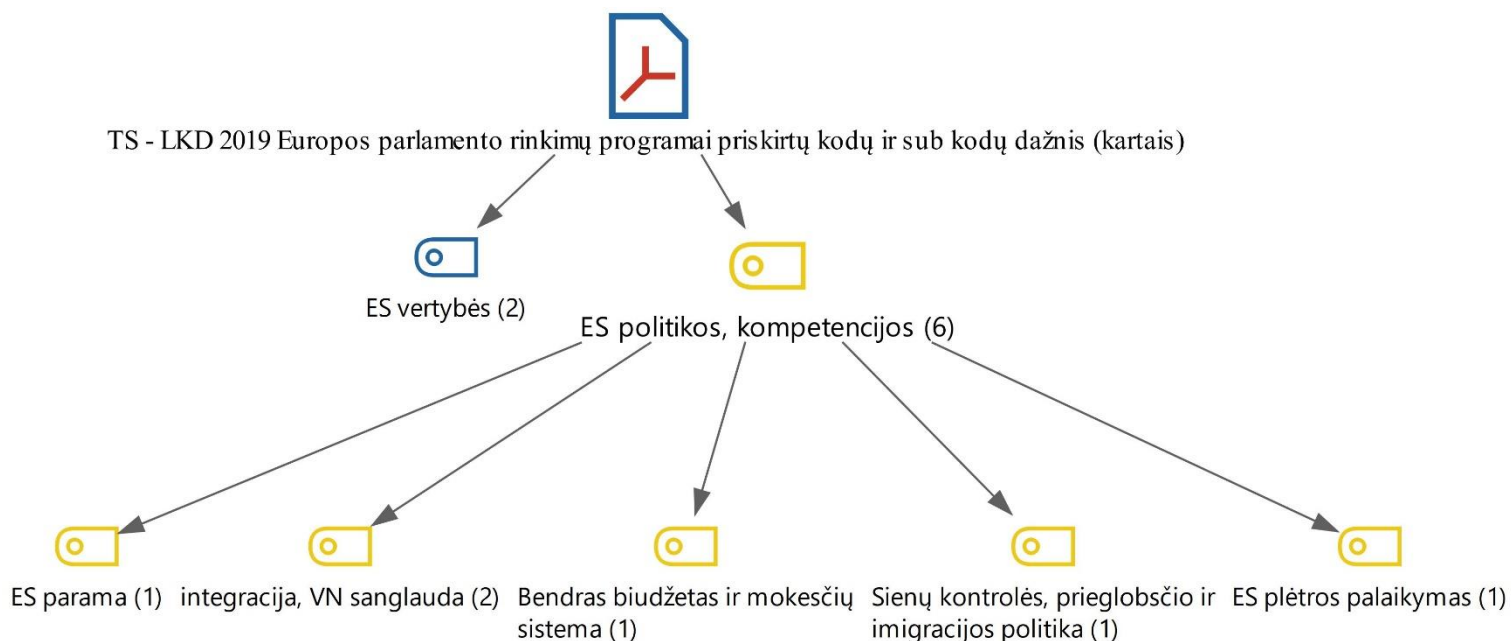 TS - LKD 2019 Europos parlamento rinkimų programai priskirtų kodų ir sub kodų dažnis (kartais)
ES vertybės (2)
ES politikos, kompetencijos (6)
ES parama (1)
integracija, VN sanglauda (2)
Bendras biudžetas ir mokesčių
sistema (1)
Sienų kontrolės, prieglobsčio ir
imigracijos politika (1)
ES plėtros palaikymas (1)